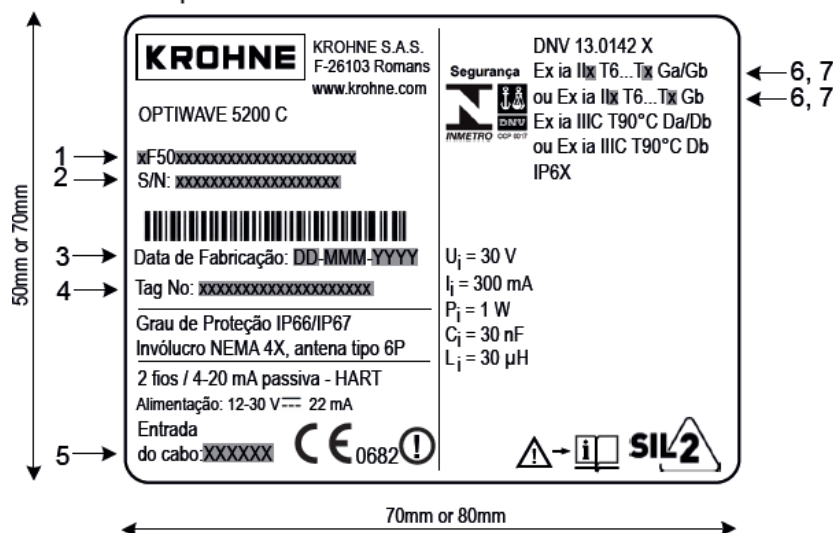 KROHNE
KROHNE S.A.S.
F-26103 Romans
www.krohne.com
OPTIWAVE 5200 C
1
xF50xxxxxxxxxxxxxxxxxxxxx
2
S/N: xxxxxxxxxxxxxxxxxxx
3
Data de Fabricação: DD-MMM-YYYY
4
Tag No: xxxxxxxxxxxxxxxxxxxx
Grau de Proteção IP66/IP67
Invólucro NEMA 4X, antena tipo 6P
2 fios / 4-20 mA passiva - HART
Alimentação: 12-30 V 22 mA
Entrada
5
do cabo:XXXXXX
CE 0682
Segurança
INMETRO
DNV
OCP 0017
DNV 13.0142 X
Ex ia IIx T6...Tx Ga/Gb
6, 7
ou Ex ia IIx T6...Tx Gb
6, 7
Ex ia IIIC T90°C Da/Db
ou Ex ia IIIC T90°C Db
IP6X
Ui = 30 V
Ii = 300 mA
Pi = 1 W
Ci = 30 nF
Li = 30 µH
SIL2
50mm or 70mm
70mm or 80mm